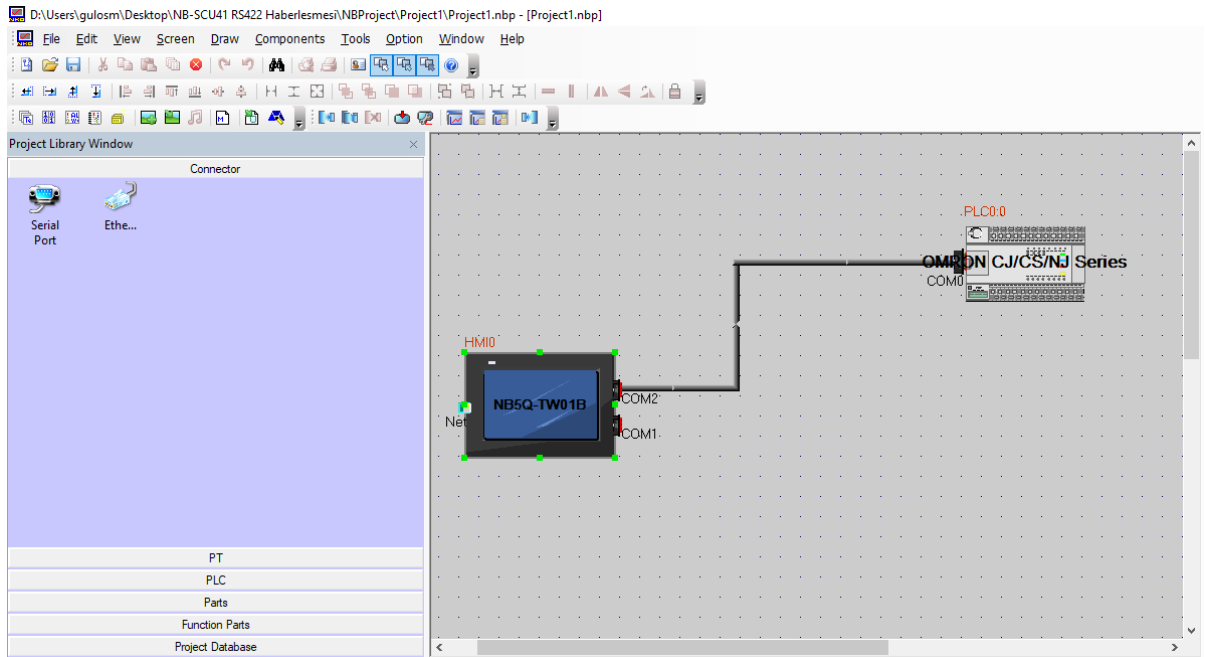 D:\Users\gulosm\Desktop\NB-SCU41 RS422 Haberlesmesi\NBProject\Project1\Project1.nbp - [Project1.nbp]
File Edit View Screen Draw Components Tools Option Window Help
Project Library Window
Connector
Serial Port
Ethe...
PLC0:0
OMRON CJ/CS/NJ Series
COM0
HMI0
NB5Q-TW01B
COM2
Net
COM1
PT
PLC
Parts
Function Parts
Project Database